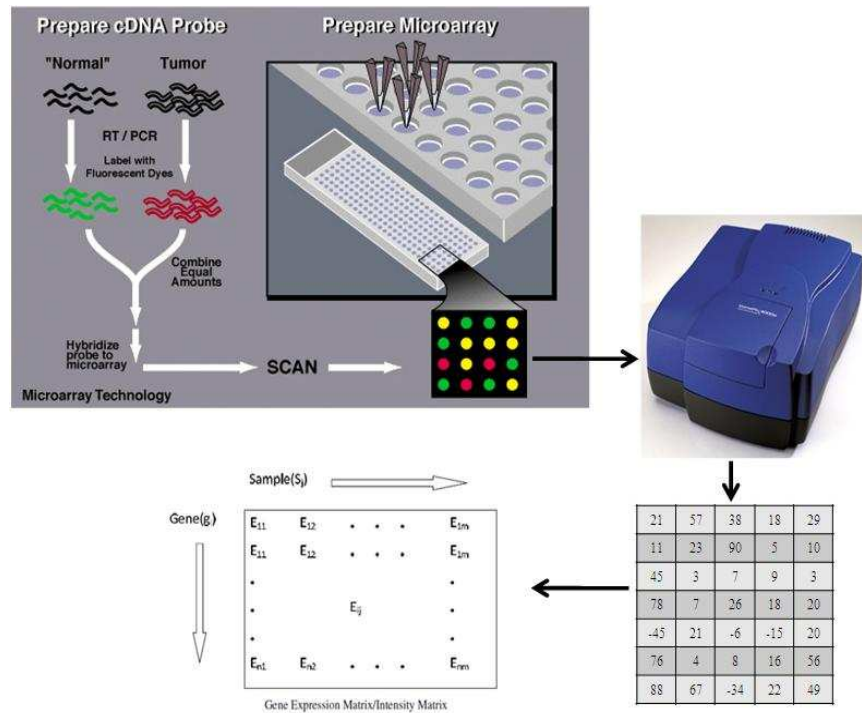 Prepare cDNA Probe
Prepare Microarray
"Normal"
Tumor
RT / PCR
Label with
Fluorescent Dyes
Combine
Equal
Amounts
Hybridize
probe to
microarray
SCAN
Microarray Technology
Sample(Sj)
Gene(gi)
E11 E12 . . . E1m
E11 E12 . . . E1m
. .
. Eij .
. .
En1 En2 . . . Enm
Gene Expression Matrix/Intensity Matrix
21 57 38 18 29
11 23 90 5 10
45 3 7 9 3
78 7 26 18 20
-45 21 -6 -15 20
76 4 8 16 56
88 67 -34 22 49